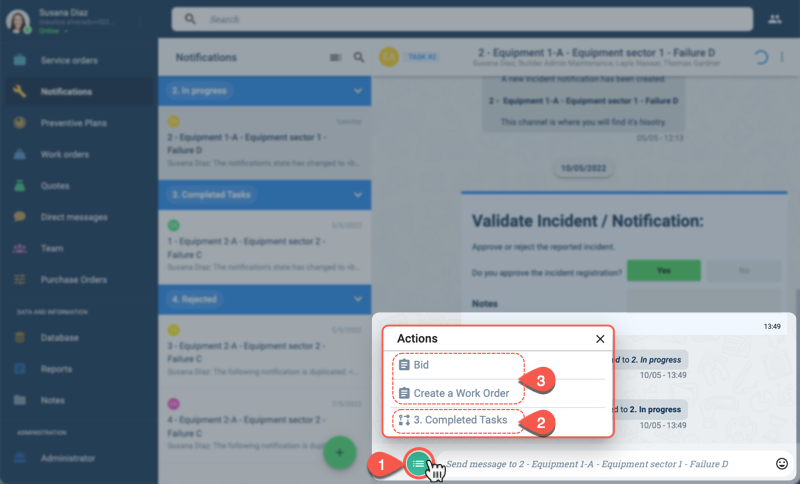 Susana Diaz
Online
Service orders
Notifications
Preventive Plans
Work orders
Quotes
Direct messages
Team
Purchase Orders
DATA AND INFORMATION
Database
Reports
Notes
ADMINISTRATION
Administrator
Search
Notifications
2. In progress
tuesday
2 - Equipment 1-A - Equipment sector 1 -
Failure D
Susana Diaz: The notification's state has changed to <b...
3. Completed Tasks
5/5/2022
1 - Equipment 2-A - Equipment sector 2 -
Failure C
Susana Diaz: The notification's state has changed to <b...
4. Rejected
5/5/2022
3 - Equipment 2-A - Equipment sector 2 -
Failure C
Susana Diaz: The following notification is duplicated: <...
5/5/2022
4 - Equipment 2-A - Equipment sector 2 -
Failure C
Susana Diaz: The following notification is duplicat
+
TASK #2
2 - Equipment 1-A - Equipment sector 1 - Failure D
Susana Diaz, Builder Admin Maintenance, Layla Nassar, Thomas Gardner
A new incident notification has been created:
2 - Equipment 1-A - Equipment sector 1 - Failure D
This channel is where you will find it's hisotry.
05/05 - 12:13
10/05/2022
Validate Incident / Notification:
Approve or reject the reported incident.
Do you approve the incident registration?
Yes
No
Notes
13:49
d to 2. In progress
10/05 - 13:49
ed to 2. In progress
10/05 - 13:49
Actions
Bid
Create a Work Order
3
3. Completed Tasks
2
1
Send message to 2 - Equipment 1-A - Equipment sector 1 - Failure D